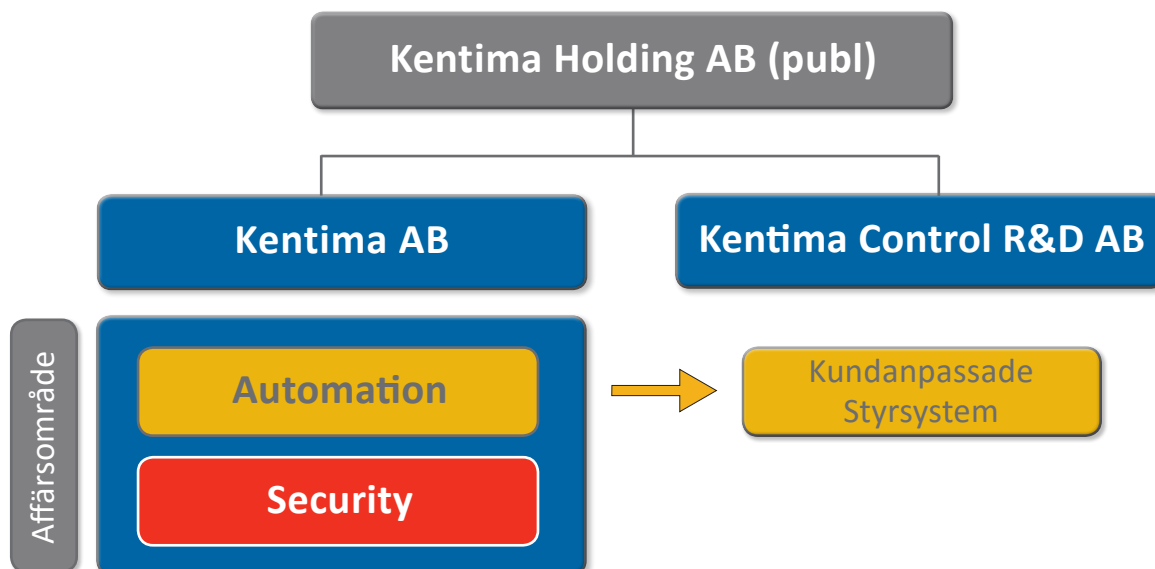 Kentima Holding AB (publ)
Kentima AB
Kentima Control R&D AB
Affärsområde
Automation
Kundanpassade
Styrsystem
Security